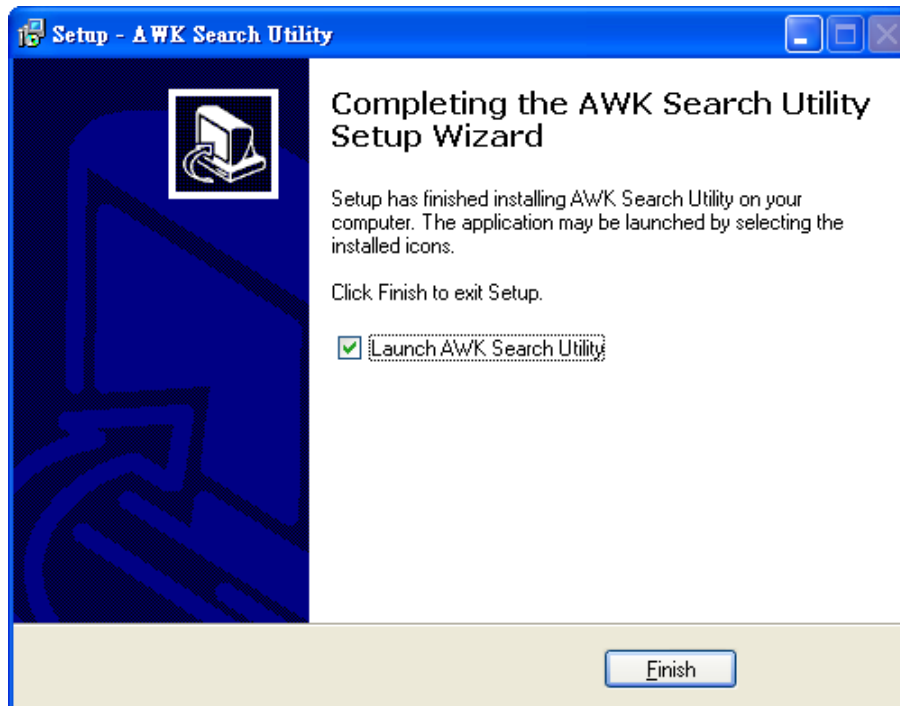 Setup - AWK Search Utility
Completing the AWK Search Utility
Setup Wizard
Setup has finished installing AWK Search Utility on your
computer. The application may be launched by selecting the
installed icons.
Click Finish to exit Setup.
Launch AWK Search Utility
Finish